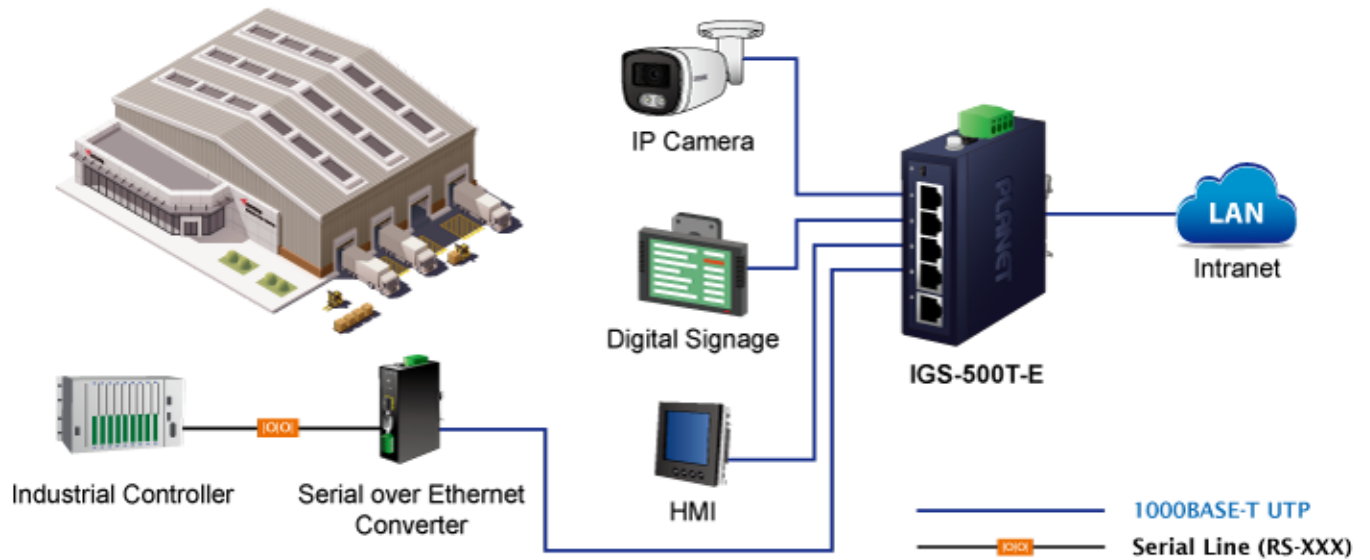 IP Camera
PLANET
LAN
Intranet
Digital Signage
IGS-500T-E
|O|O|
Industrial Controller
Serial over Ethernet
Converter
HMI
1000BASE-T UTP
|O|O|
Serial Line (RS-XXX)